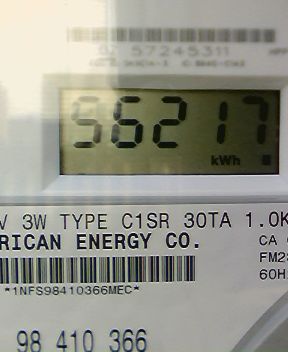 57245311
56217
kWh
V 3W TYPE C1SR 30TA 1.0K
RICAN ENERGY CO.
CA
FM2
60H
*1NFS98410366MEC*
98 410 366